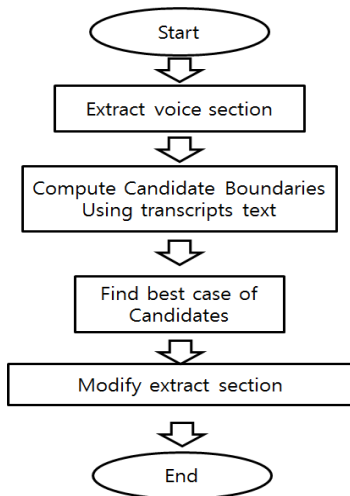 Start
Extract voice section
Compute Candidate Boundaries
Using transcripts text
Find best case of
Candidates
Modify extract section
End